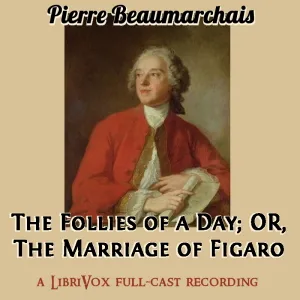 Pierre Beaumarchais
The Follies of a Day; OR,
The Marriage of Figaro
a LibriVox full-cast recording